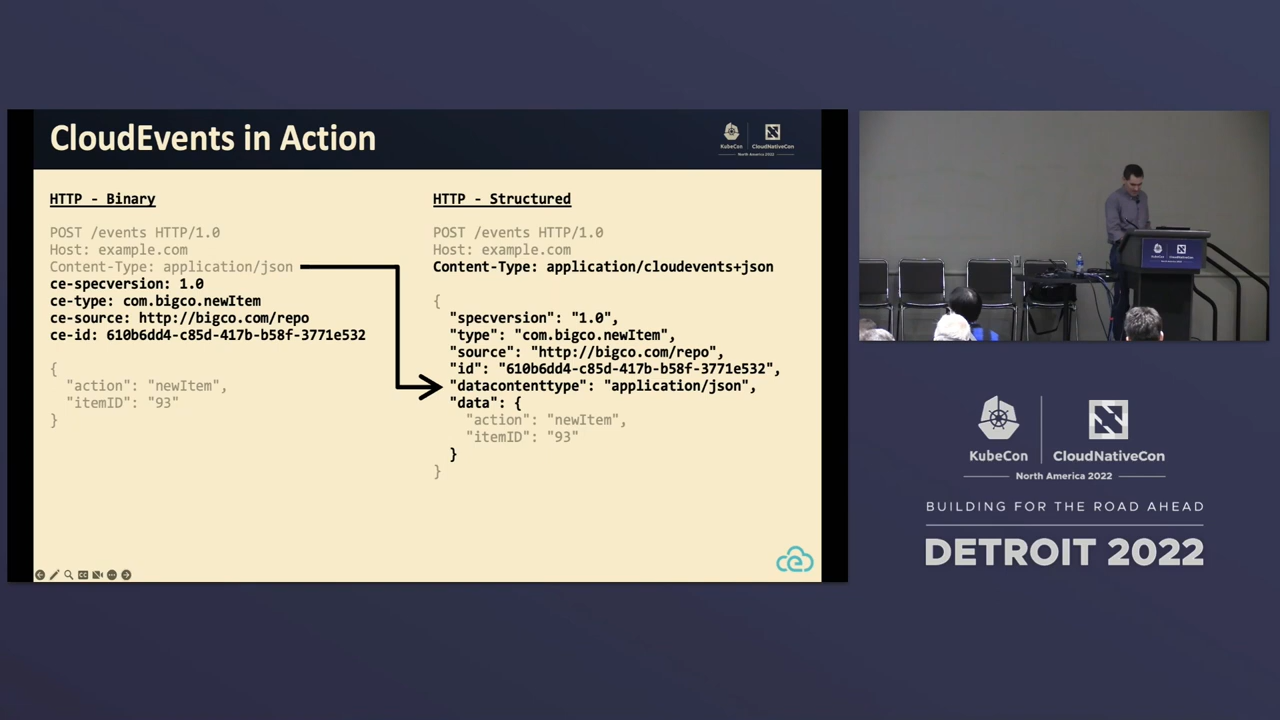 CloudEvents in Action
KubeCon
CloudNativeCon
North America 2022
HTTP - Binary
POST /events HTTP/1.0
Host: example.com
Content-Type: application/json
ce-specversion: 1.0
ce-type: com.bigco.newItem
ce-source: http://bigco.com/repo
ce-id: 610b6dd4-c85d-417b-b58f-3771e532
{
"action": "newItem",
"itemID": "93"
}
HTTP - Structured
POST /events HTTP/1.0
Host: example.com
Content-Type: application/cloudevents+json
{
"specversion": "1.0",
"type": "com.bigco.newItem",
"source": "http://bigco.com/repo",
"id": "610b6dd4-c85d-417b-b58f-3771e532",
"datacontenttype": "application/json",
"data": {
"action": "newItem",
"itemID": "93"
}
}
KubeCon
CloudNativeCon
North America 2022
BUILDING FOR THE ROAD AHEAD
DETROIT 2022